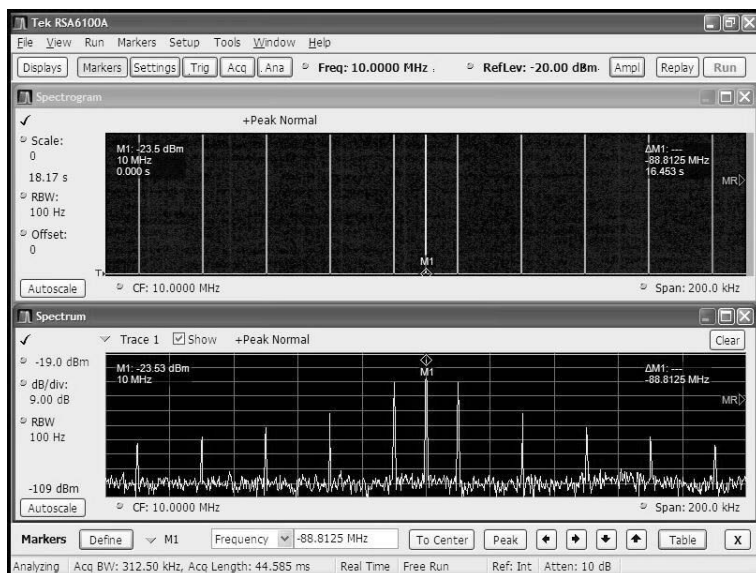 Tek RSA6100A
File View Run Markers Setup Tools Window Help
Displays Markers Settings Trig Acq Ana Freq: 10.0000 MHz RefLev: -20.00 dBm Ampl Replay Run
Spectrogram
+Peak Normal
Scale:
0
18.17 s
RBW:
100 Hz
Offset:
0
Autoscale
M1: -23.5 dBm
10 MHz
0.000 s
ΔM1: ---
-88.8125 MHz
16.453 s
MR
M1
T
CF: 10.0000 MHz Span: 200.0 kHz
Spectrum
Trace 1 Show +Peak Normal Clear
-19.0 dBm
dB/div:
9.00 dB
RBW
100 Hz
-109 dBm
Autoscale
M1: -23.53 dBm
10 MHz
M1
ΔM1: ---
-88.8125 MHz
MR
CF: 10.0000 MHz Span: 200.0 kHz
Markers Define M1 Frequency -88.8125 MHz To Center Peak Table X
Analyzing Acq BW: 312.50 kHz, Acq Length: 44.585 ms Real Time Free Run Ref: Int Atten: 10 dB